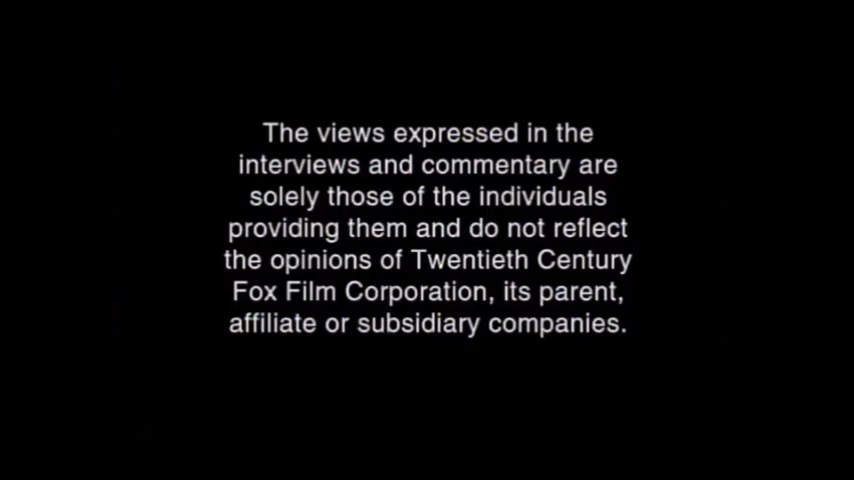 The views expressed in the
interviews and commentary are
solely those of the individuals
providing them and do not reflect
the opinions of Twentieth Century
Fox Film Corporation, its parent,
affiliate or subsidiary companies.